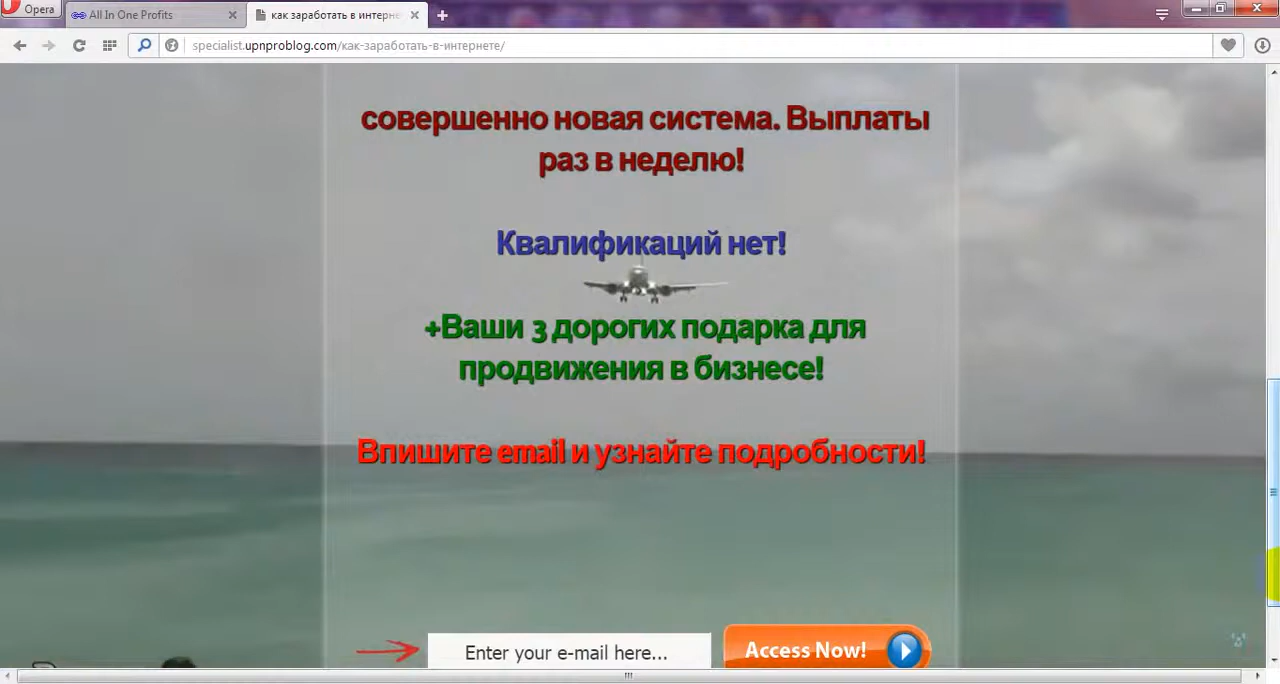 Opera
All In One Profits
как заработать в интерне
specialist.upnproblog.com/как-заработать-в-интернете/
совершенно новая система. Выплаты
раз в неделю!
Квалификаций нет!
+Ваши 3 дорогих подарка для
продвижения в бизнесе!
Впишите email и узнайте подробности!
Enter your e-mail here...
Access Now!